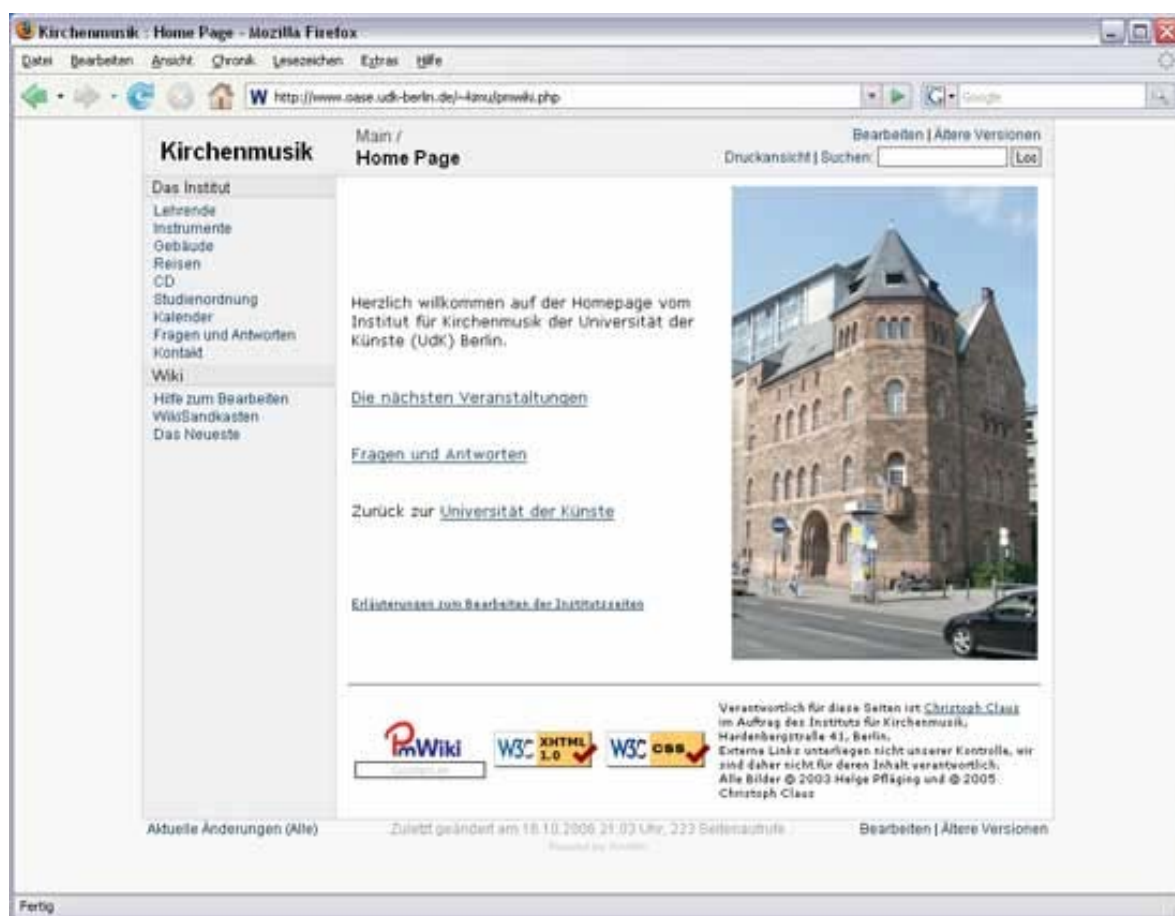 Kirchenmusik : Home Page - Mozilla Firefox
Datei Bearbeiten Ansicht Chronik Lesezeichen Extras Hilfe
http://www.oase.udk-berlin.de/~kimu/pmwiki.php
Google
Kirchenmusik
Main /
Home Page
Bearbeiten | Ältere Versionen
Druckansicht | Suchen: Los
Das Institut
Lehrende
Instrumente
Gebäude
Reisen
CD
Studienordnung
Kalender
Fragen und Antworten
Kontakt
Wiki
Hilfe zum Bearbeiten
WikiSandkasten
Das Neueste
Herzlich willkommen auf der Homepage vom
Institut für Kirchenmusik der Universität der
Künste (UdK) Berlin.
Die nächsten Veranstaltungen
Fragen und Antworten
Zurück zur Universität der Künste
Erläuterungen zum Bearbeiten der Institutsseiten
PmWiki
W3C XHTML 1.0
W3C css
Verantwortlich für diese Seiten ist Christoph Claus
im Auftrag des Instituts für Kirchenmusik,
Hardenbergstraße 41, Berlin.
Externe Links unterliegen nicht unserer Kontrolle, wir
sind daher nicht für deren Inhalt verantwortlich.
Alle Bilder © 2003 Helge Pfläging und © 2005
Christoph Claus
Aktuelle Änderungen (Alle)
Zuletzt geändert am 18.10.2006 21:03 Uhr, 223 Seitenaufrufe
Bearbeiten | Ältere Versionen
Fertig